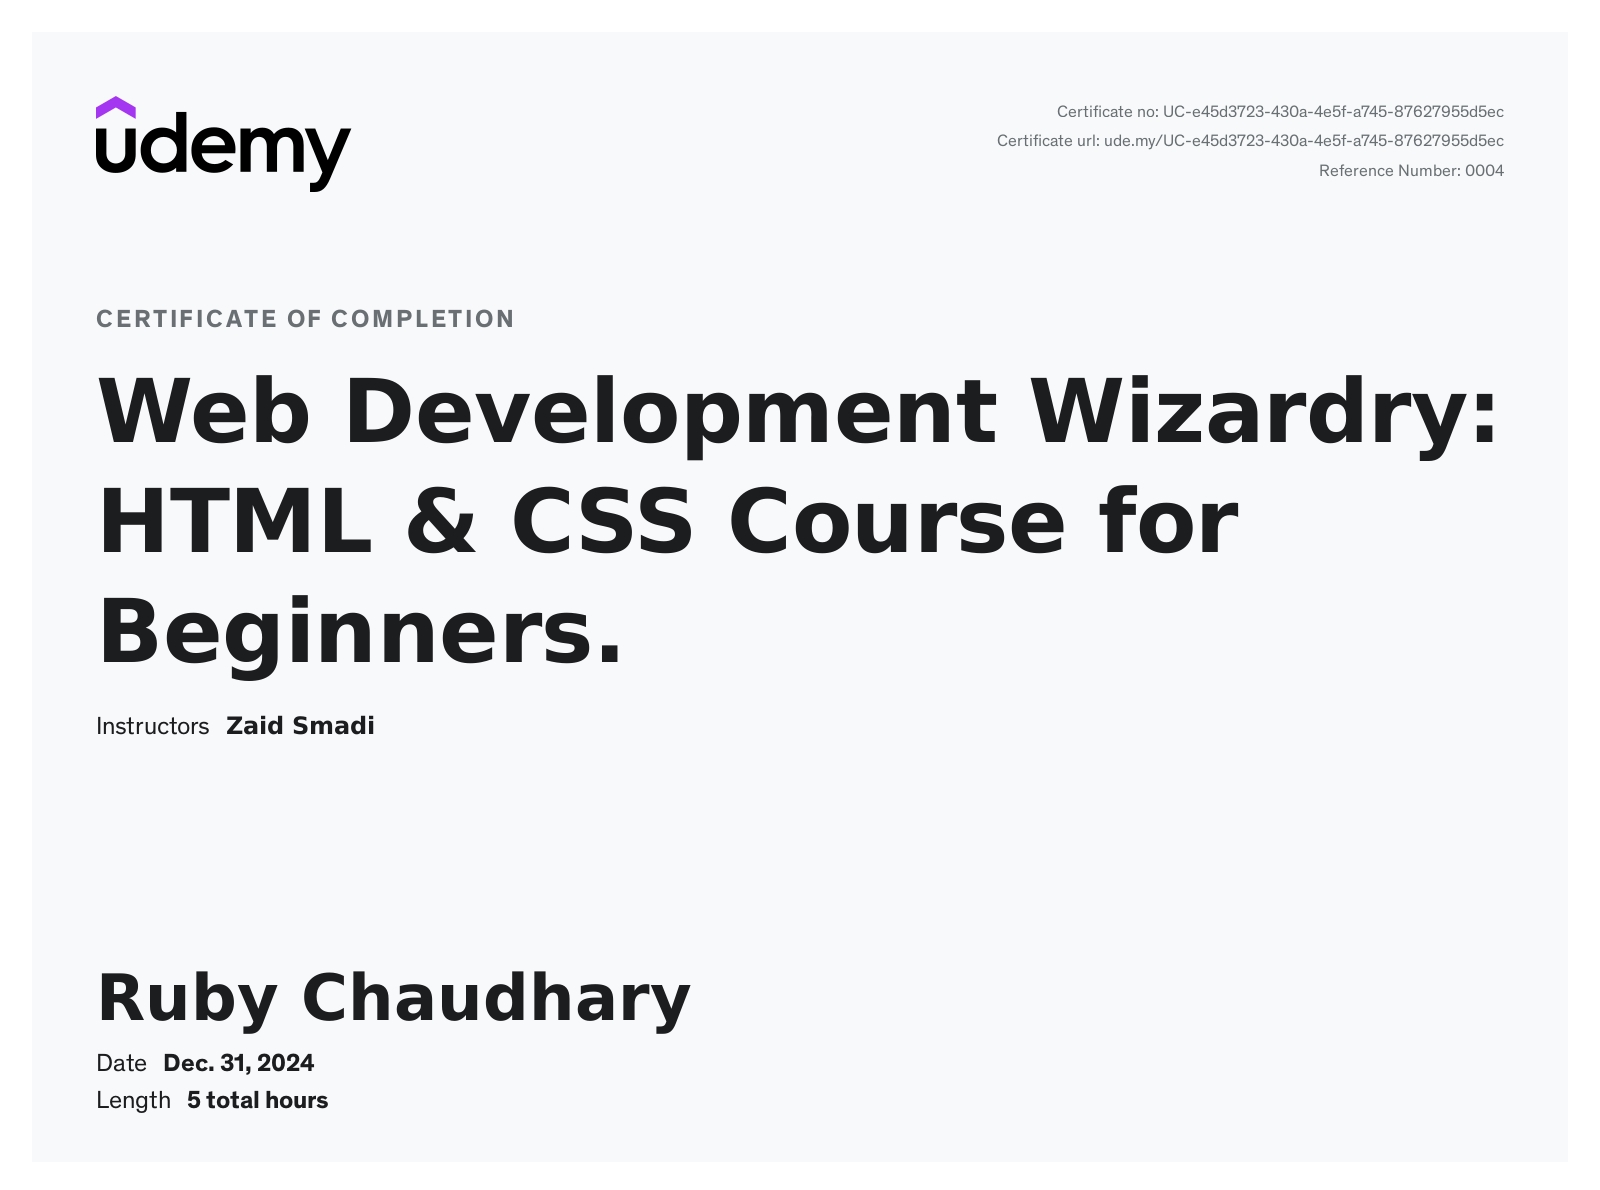 udemy
Certificate no: UC-e45d3723-430a-4e5f-a745-87627955d5ec
Certificate url: ude.my/UC-e45d3723-430a-4e5f-a745-87627955d5ec
Reference Number: 0004
CERTIFICATE OF COMPLETION
Web Development Wizardry:
HTML & CSS Course for
Beginners.
Instructors Zaid Smadi
Ruby Chaudhary
Date Dec. 31, 2024
Length 5 total hours